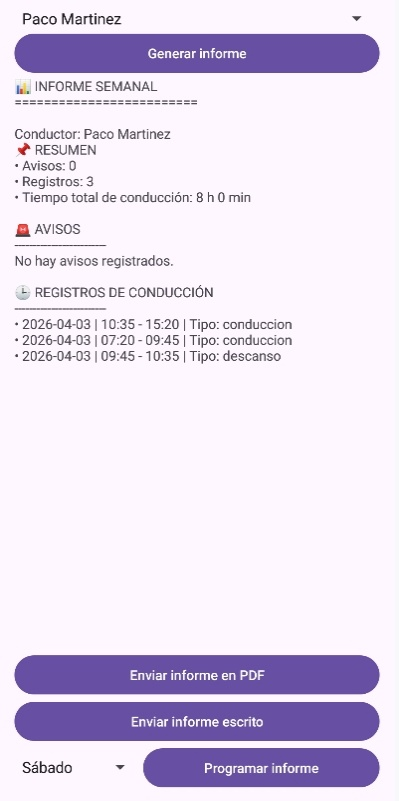 Paco Martinez
Generar informe
📊 INFORME SEMANAL
=========================
Conductor: Paco Martinez
📌 RESUMEN
• Avisos: 0
• Registros: 3
• Tiempo total de conducción: 8 h 0 min
🚨 AVISOS
-------------------------
No hay avisos registrados.
🕒 REGISTROS DE CONDUCCIÓN
-------------------------
• 2026-04-03 | 10:35 - 15:20 | Tipo: conduccion
• 2026-04-03 | 07:20 - 09:45 | Tipo: conduccion
• 2026-04-03 | 09:45 - 10:35 | Tipo: descanso
Enviar informe en PDF
Enviar informe escrito
Sábado
Programar informe